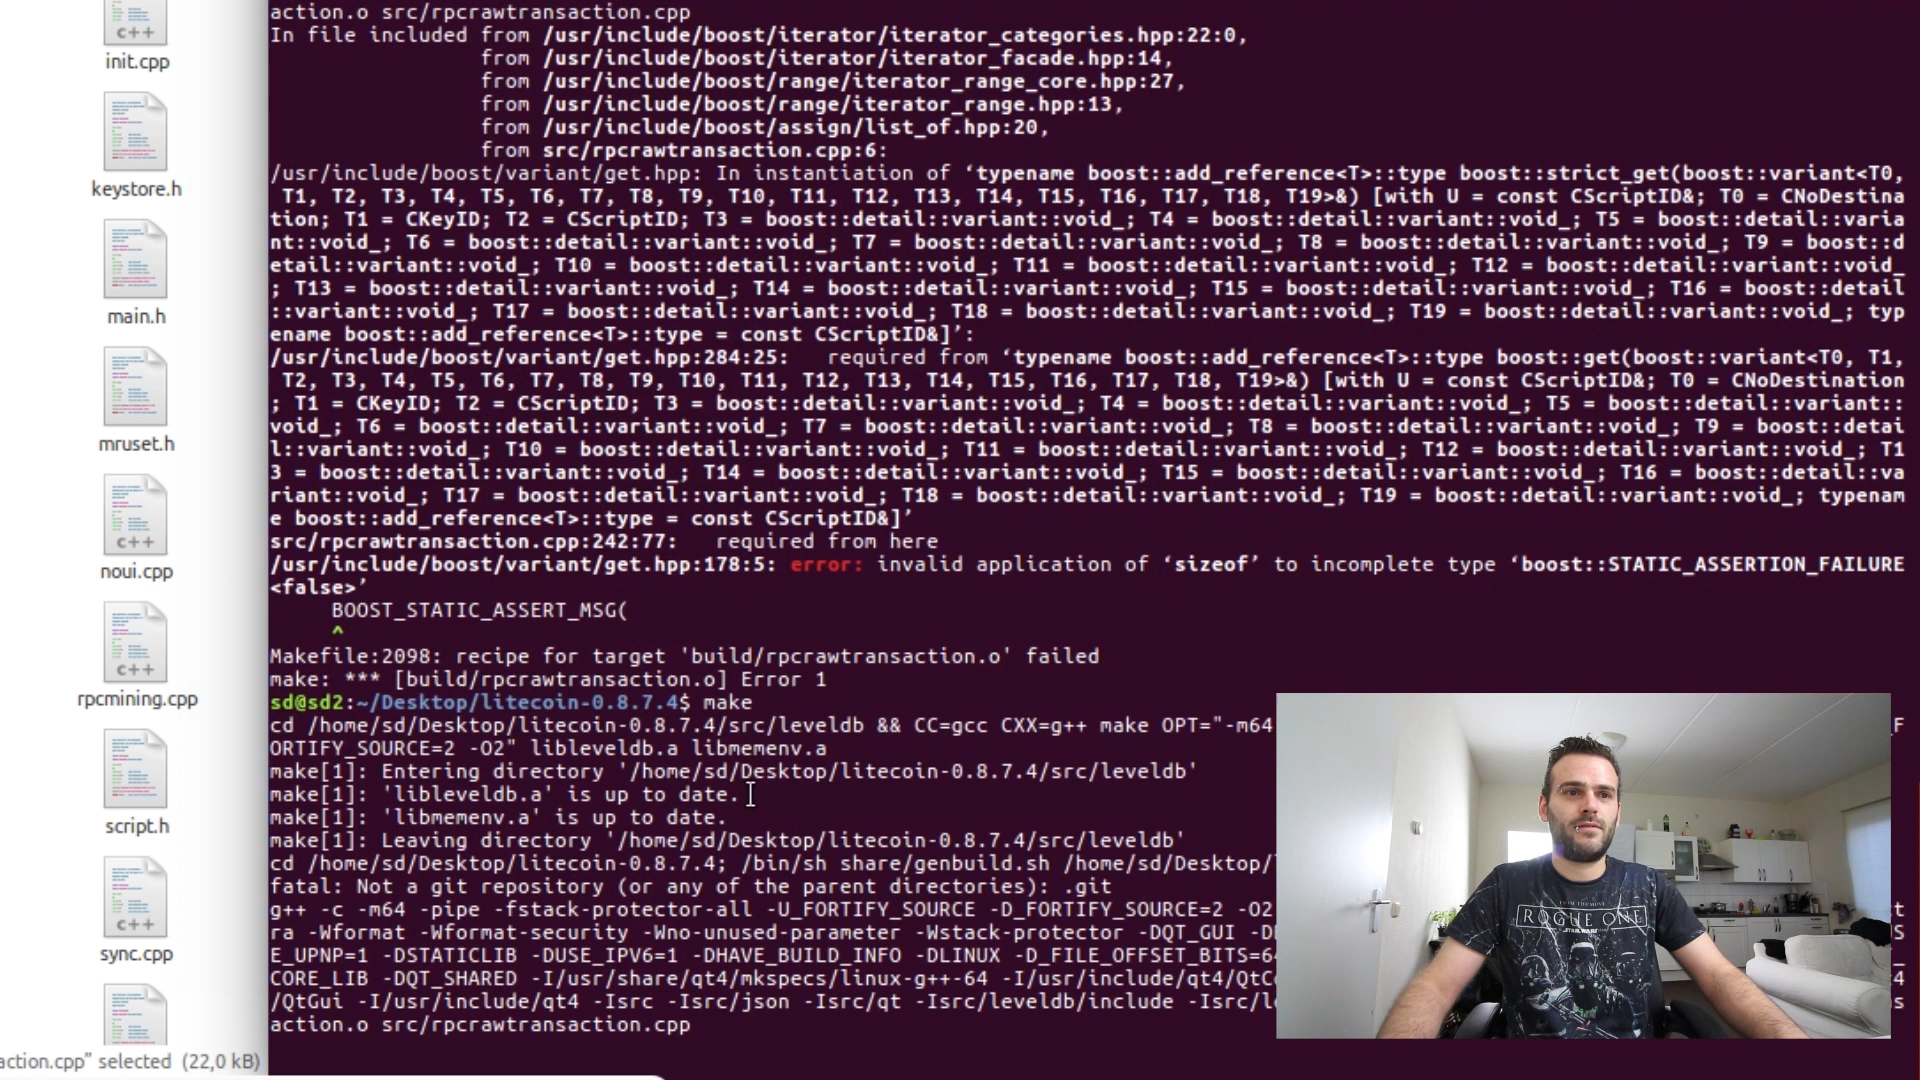 action.o src/rpcrawtransaction.cpp
In file included from /usr/include/boost/iterator/iterator_categories.hpp:22:0,
from /usr/include/boost/iterator/iterator_facade.hpp:14,
from /usr/include/boost/range/iterator_range_core.hpp:27,
from /usr/include/boost/range/iterator_range.hpp:13,
from /usr/include/boost/assign/list_of.hpp:20,
from src/rpcrawtransaction.cpp:6:
/usr/include/boost/variant/get.hpp: In instantiation of ‘typename boost::add_reference<T>::type boost::strict_get(boost::variant<T0,
T1, T2, T3, T4, T5, T6, T7, T8, T9, T10, T11, T12, T13, T14, T15, T16, T17, T18, T19>&) [with U = const CScriptID&; T0 = CNoDestina
tion; T1 = CKeyID; T2 = CScriptID; T3 = boost::detail::variant::void_; T4 = boost::detail::variant::void_; T5 = boost::detail::varia
nt::void_; T6 = boost::detail::variant::void_; T7 = boost::detail::variant::void_; T8 = boost::detail::variant::void_; T9 = boost::d
etail::variant::void_; T10 = boost::detail::variant::void_; T11 = boost::detail::variant::void_; T12 = boost::detail::variant::void_
; T13 = boost::detail::variant::void_; T14 = boost::detail::variant::void_; T15 = boost::detail::variant::void_; T16 = boost::detail
::variant::void_; T17 = boost::detail::variant::void_; T18 = boost::detail::variant::void_; T19 = boost::detail::variant::void_; typ
ename boost::add_reference<T>::type = const CScriptID&]’:
/usr/include/boost/variant/get.hpp:284:25:   required from ‘typename boost::add_reference<T>::type boost::get(boost::variant<T0, T1,
T2, T3, T4, T5, T6, T7, T8, T9, T10, T11, T12, T13, T14, T15, T16, T17, T18, T19>&) [with U = const CScriptID&; T0 = CNoDestination
; T1 = CKeyID; T2 = CScriptID; T3 = boost::detail::variant::void_; T4 = boost::detail::variant::void_; T5 = boost::detail::variant::
void_; T6 = boost::detail::variant::void_; T7 = boost::detail::variant::void_; T8 = boost::detail::variant::void_; T9 = boost::detai
l::variant::void_; T10 = boost::detail::variant::void_; T11 = boost::detail::variant::void_; T12 = boost::detail::variant::void_; T1
3 = boost::detail::variant::void_; T14 = boost::detail::variant::void_; T15 = boost::detail::variant::void_; T16 = boost::detail::va
riant::void_; T17 = boost::detail::variant::void_; T18 = boost::detail::variant::void_; T19 = boost::detail::variant::void_; typenam
e boost::add_reference<T>::type = const CScriptID&]’
src/rpcrawtransaction.cpp:242:77:   required from here
/usr/include/boost/variant/get.hpp:178:5: error: invalid application of ‘sizeof’ to incomplete type ‘boost::STATIC_ASSERTION_FAILURE
<false>’
BOOST_STATIC_ASSERT_MSG(
^
Makefile:2098: recipe for target 'build/rpcrawtransaction.o' failed
make: *** [build/rpcrawtransaction.o] Error 1
sd@sd2:~/Desktop/litecoin-0.8.7.4$ make
cd /home/sd/Desktop/litecoin-0.8.7.4/src/leveldb && CC=gcc CXX=g++ make OPT="-m64
ORTIFY_SOURCE=2 -O2" libleveldb.a libmemenv.a
make[1]: Entering directory '/home/sd/Desktop/litecoin-0.8.7.4/src/leveldb'
make[1]: 'libleveldb.a' is up to date.
make[1]: 'libmemenv.a' is up to date.
make[1]: Leaving directory '/home/sd/Desktop/litecoin-0.8.7.4/src/leveldb'
cd /home/sd/Desktop/litecoin-0.8.7.4; /bin/sh share/genbuild.sh /home/sd/Desktop/
fatal: Not a git repository (or any of the parent directories): .git
g++ -c -m64 -pipe -fstack-protector-all -U_FORTIFY_SOURCE -D_FORTIFY_SOURCE=2 -O2
ra -Wformat -Wformat-security -Wno-unused-parameter -Wstack-protector -DQT_GUI
E_UPNP=1 -DSTATICLIB -DUSE_IPV6=1 -DHAVE_BUILD_INFO -DLINUX -D_FILE_OFFSET_BITS=64
CORE_LIB -DQT_SHARED -I/usr/share/qt4/mkspecs/linux-g++-64 -I/usr/include/qt4/QtC
/QtGui -I/usr/include/qt4 -Isrc -Isrc/json -Isrc/qt -Isrc/leveldb/include -Isrc/l
action.o src/rpcrawtransaction.cpp
C++
init.cpp
keystore.h
main.h
mruset.h
C++
noui.cpp
C++
rpcmining.cpp
script.h
C++
sync.cpp
action.cpp” selected (22,0 kB)
ROGUE ONE
STAR WARS